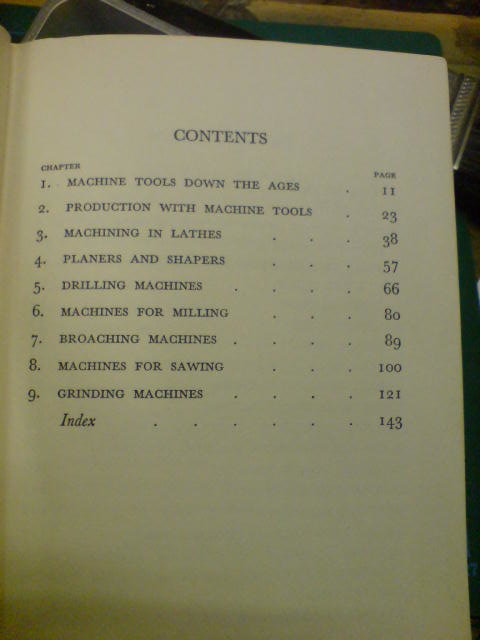 CONTENTS
CHAPTER PAGE
1. MACHINE TOOLS DOWN THE AGES . 11
2. PRODUCTION WITH MACHINE TOOLS . 23
3. MACHINING IN LATHES . . . 38
4. PLANERS AND SHAPERS . . . 57
5. DRILLING MACHINES . . . . 66
6. MACHINES FOR MILLING . . . 80
7. BROACHING MACHINES . . . . 89
8. MACHINES FOR SAWING . . . 100
9. GRINDING MACHINES . . . . 121
Index . . . . . . 143